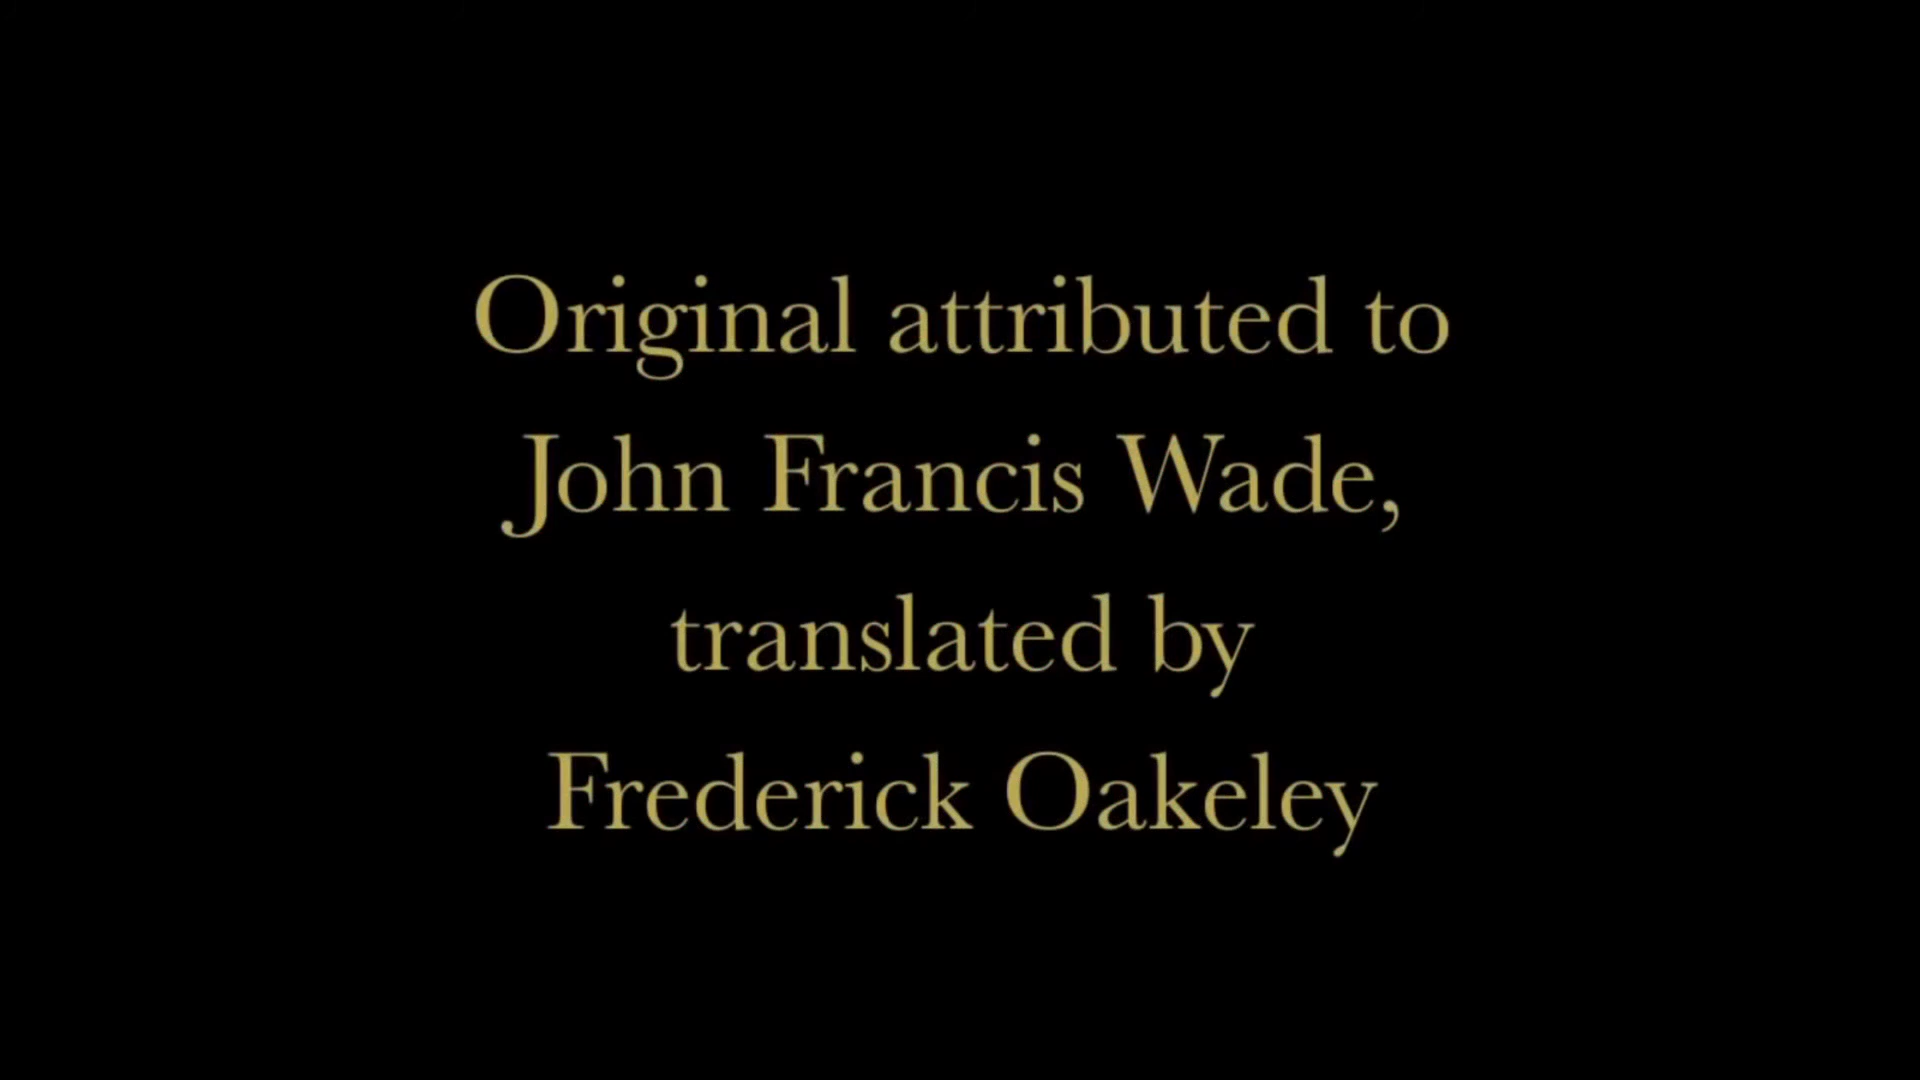 Original attributed to
John Francis Wade,
translated by
Frederick Oakeley